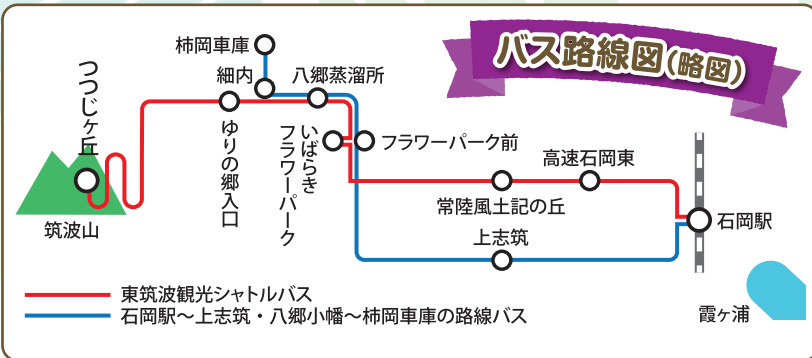 バス路線図(略図)
柿岡車庫
細内
八郷蒸溜所
つつじヶ丘
ゆりの郷入口
いばらき
フラワーパーク
フラワーパーク前
高速石岡東
常陸風土記の丘
上志筑
石岡駅
筑波山
霞ヶ浦
東筑波観光シャトルバス
石岡駅～上志筑・八郷小幡～柿岡車庫の路線バス